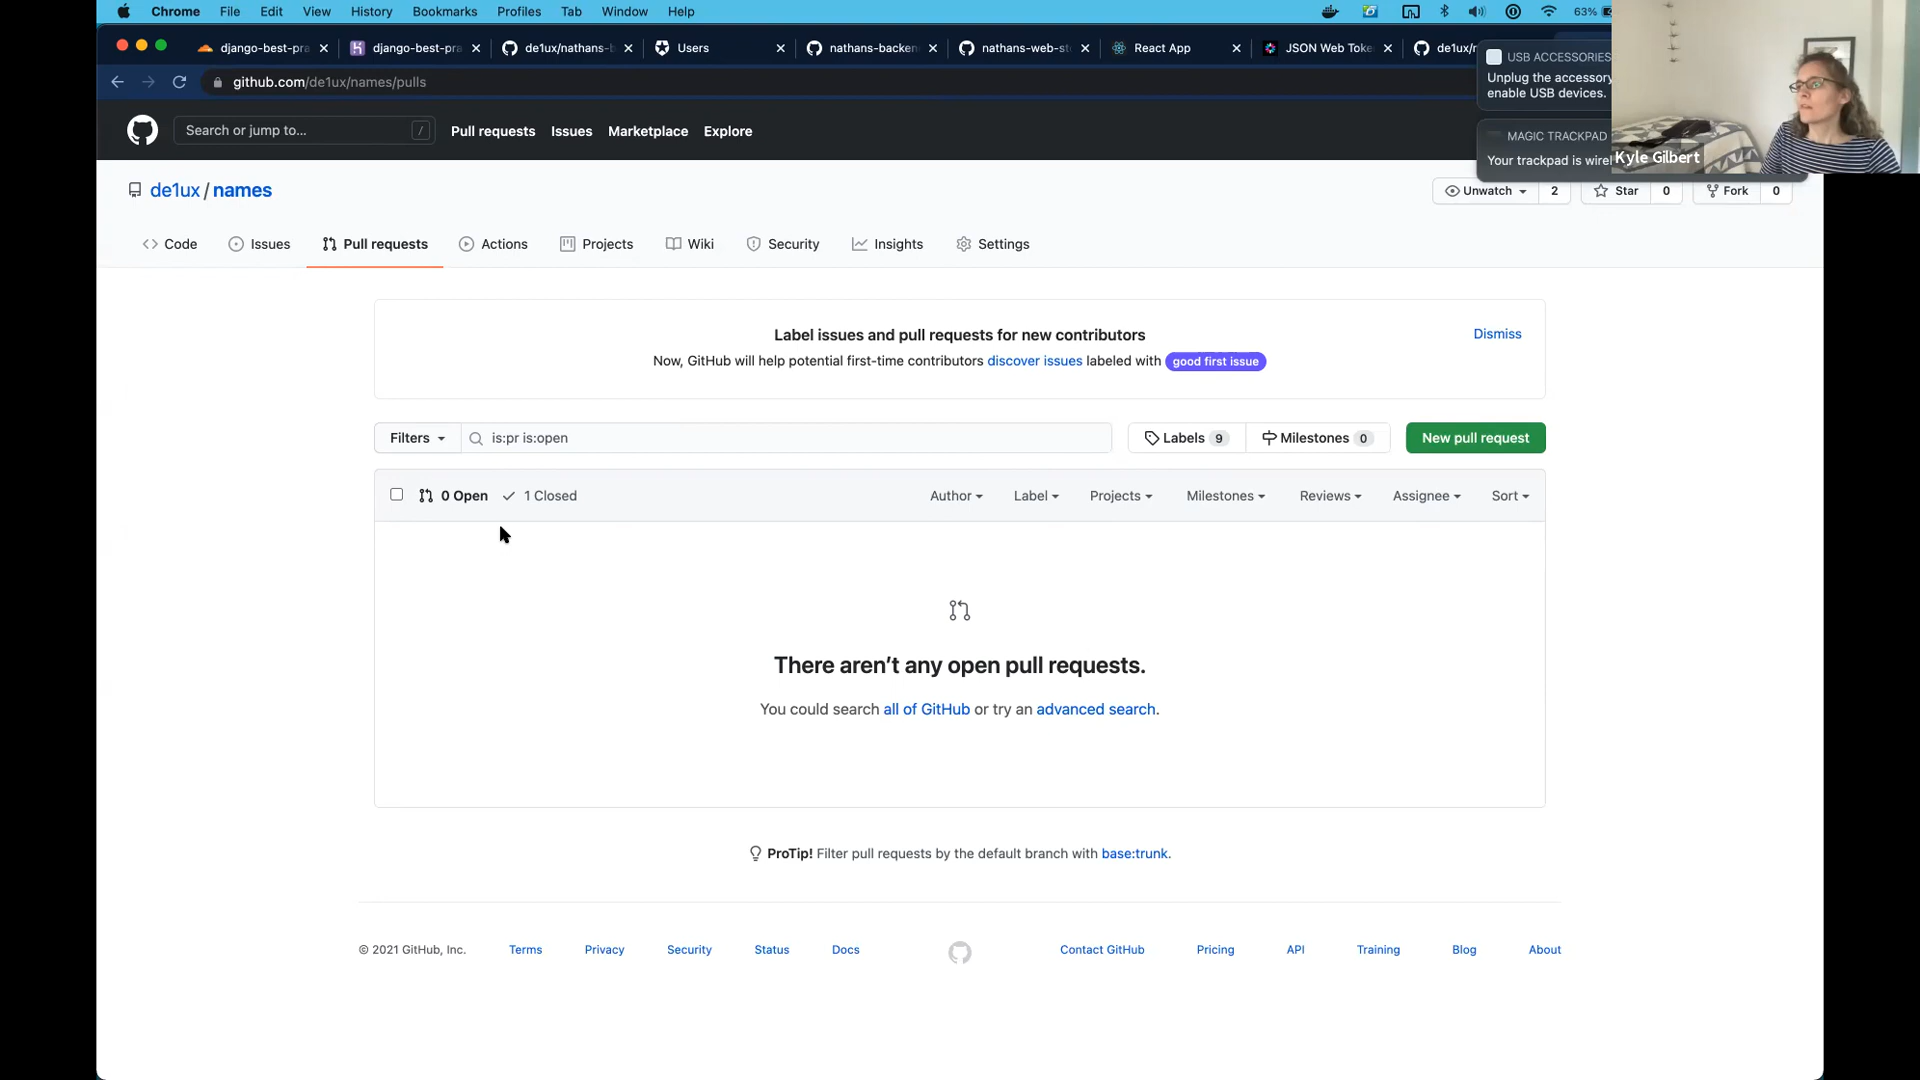 Chrome File Edit View History Bookmarks Profiles Tab Window Help 63%
django-best-pra django-best-pra de1ux/nathans-b Users nathans-backen nathans-web-st React App JSON Web Toke de1ux/n
github.com/de1ux/names/pulls
USB ACCESSORIES
Unplug the accessory
enable USB devices.
MAGIC TRACKPAD
Your trackpad is wirel
Kyle Gilbert
Search or jump to... / Pull requests Issues Marketplace Explore
de1ux / names
Unwatch 2 Star 0 Fork 0
Code Issues Pull requests Actions Projects Wiki Security Insights Settings
Label issues and pull requests for new contributors
Dismiss
Now, GitHub will help potential first-time contributors discover issues labeled with good first issue
Filters is:pr is:open Labels 9 Milestones 0 New pull request
0 Open 1 Closed Author Label Projects Milestones Reviews Assignee Sort
There aren’t any open pull requests.
You could search all of GitHub or try an advanced search.
ProTip! Filter pull requests by the default branch with base:trunk.
© 2021 GitHub, Inc. Terms Privacy Security Status Docs Contact GitHub Pricing API Training Blog About